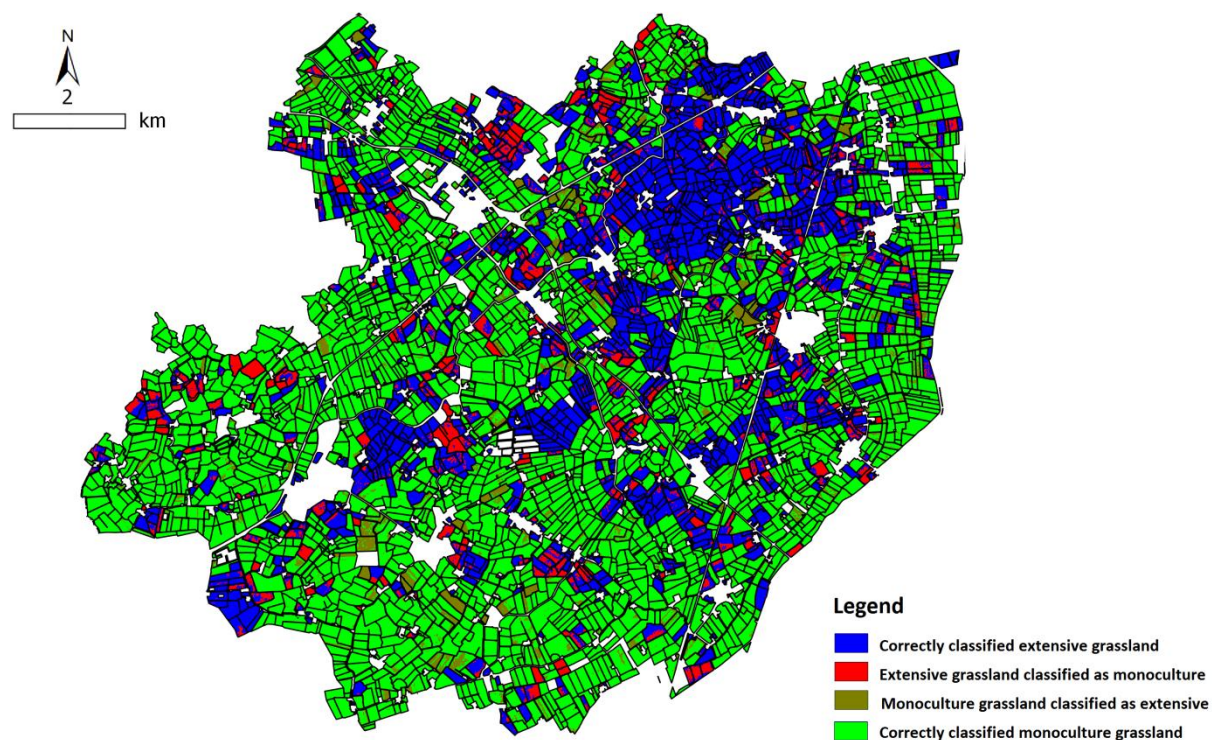 N
2
km
Legend
Correctly classified extensive grassland
Extensive grassland classified as monoculture
Monoculture grassland classified as extensive
Correctly classified monoculture grassland